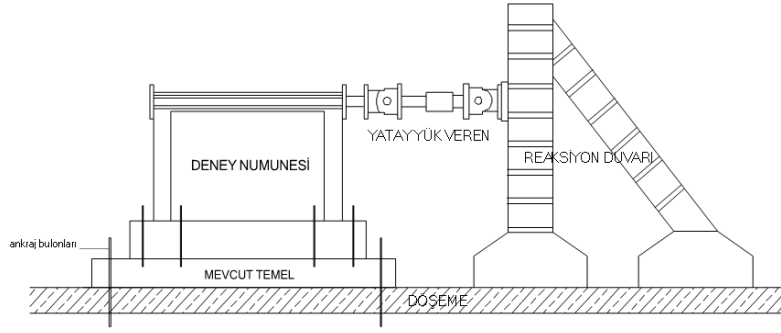 YATAY YÜK VEREN
REAKSİYON DUVARI
DENEY NUMUNESİ
ankraj bulonları
MEVCUT TEMEL
DÖŞEME